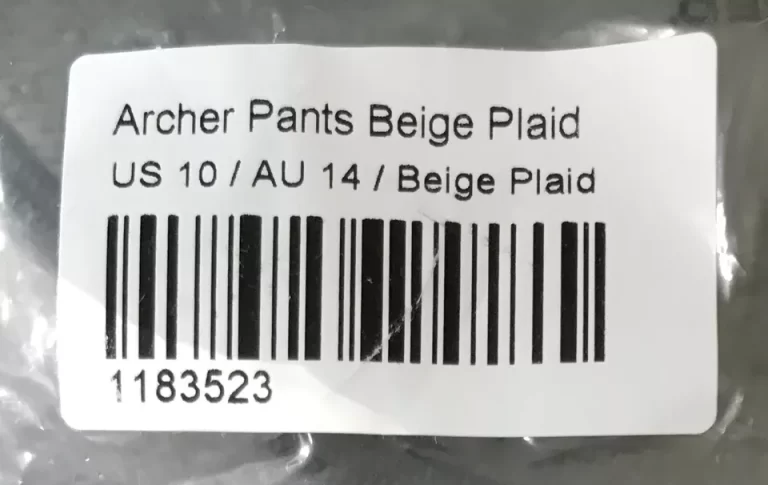 Archer Pants Beige Plaid
US 10 / AU 14 / Beige Plaid
1183523